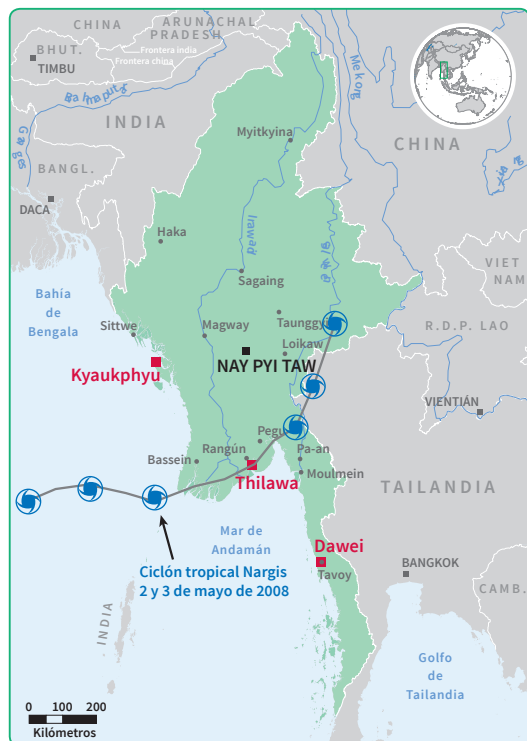 CHINA
ARUNACHAL
PRADESH
BHUT.
TIMBU
Frontera india
Frontera china
Bramaputra
Ganges
INDIA
Mekong
Myitkyina
CHINA
BANGL.
DACA
Haka
Irawadi
Sagaing
VIET
NAM
Bahía
de
Bengala
Sittwe
Magway
Taunggyi
Loikaw
R.D.P. LAO
Kyaukphyu
NAY PYI TAW
VIENTIÁN
Pegu
Rangún
Pa-an
Bassein
Moulmein
Thilawa
TAILANDIA
Mar de
Andamán
Dawei
Ciclón tropical Nargis
2 y 3 de mayo de 2008
Tavoy
BANGKOK
CAMB.
INDIA
Golfo
de
Tailandia
0 100 200
Kilómetros